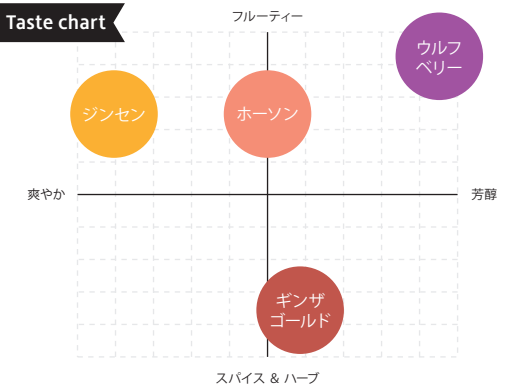 Taste chart
フルーティー
ウルフ
ベリー
ジンセン
ホーソン
爽やか
芳醇
ギンザ
ゴールド
スパイス & ハーブ